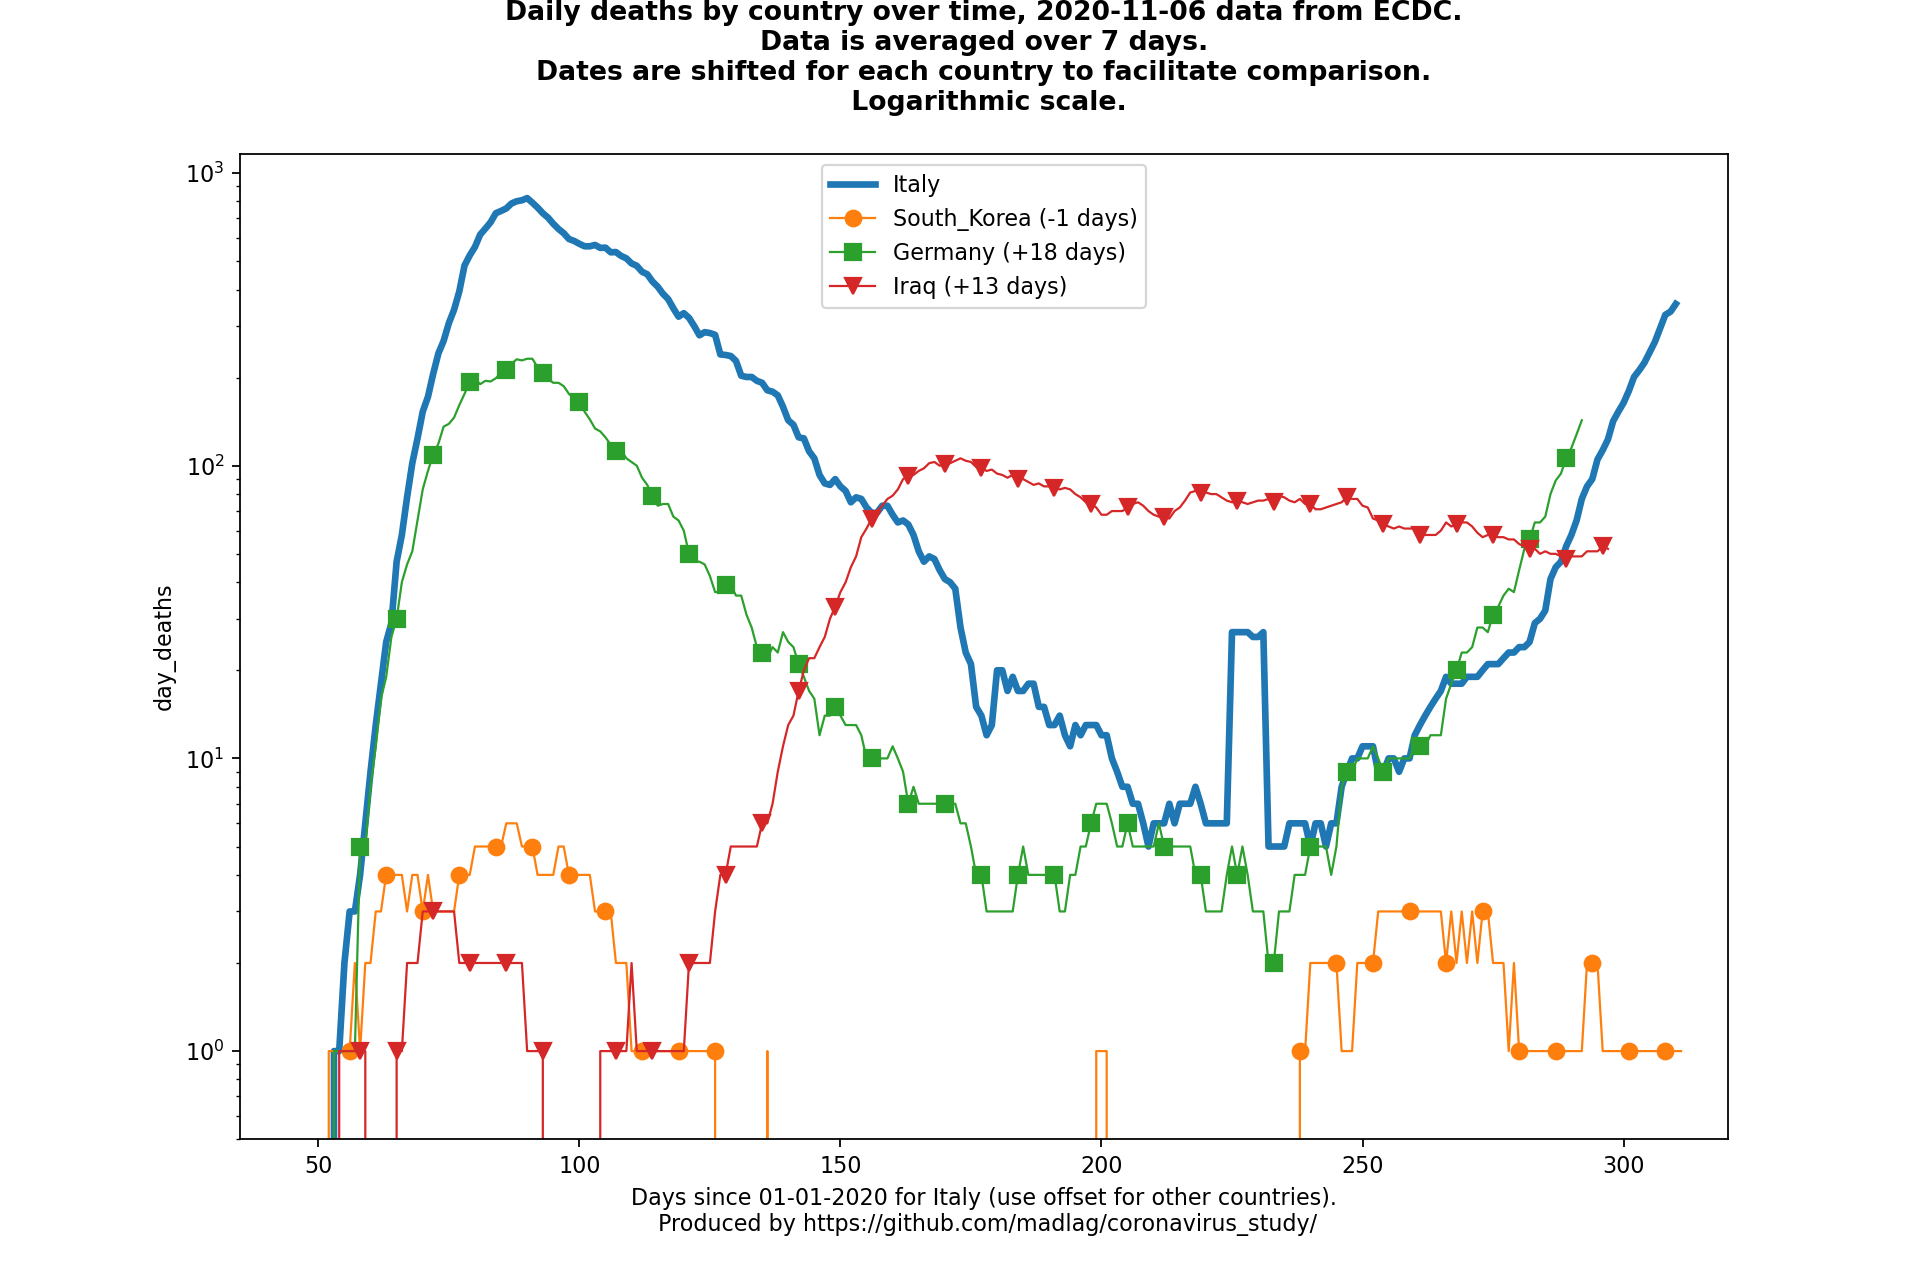 Daily deaths by country over time, 2020-11-06 data from ECDC.
Data is averaged over 7 days.
Dates are shifted for each country to facilitate comparison.
Logarithmic scale.
10³
10²
10¹
10⁰
day_deaths
Italy
South_Korea (-1 days)
Germany (+18 days)
Iraq (+13 days)
50 100 150 200 250 300
Days since 01-01-2020 for Italy (use offset for other countries).
Produced by https://github.com/madlag/coronavirus_study/